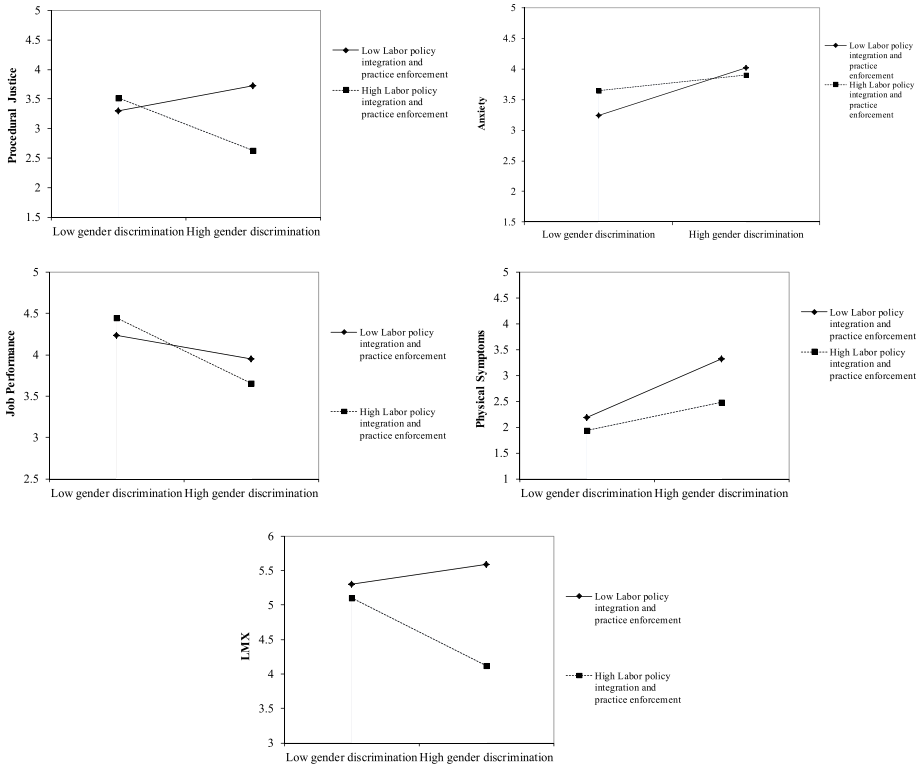 5
4.5
4
3.5
3
2.5
2
1.5
Procedural Justice
Low gender discrimination High gender discrimination
Low Labor policy
integration and
practice enforcement
High Labor policy
integration and
practice enforcement
5
4.5
4
3.5
3
2.5
2
1.5
Anxiety
Low gender discrimination High gender discrimination
Low Labor policy
integration and
practice
enforcement
High Labor policy
integration and
practice
enforcement
5
4.5
4
3.5
3
2.5
Job Performance
Low gender discrimination High gender discrimination
Low Labor policy
integration and
practice enforcement
High Labor policy
integration and
practice enforcement
5
4.5
4
3.5
3
2.5
2
1.5
1
Physical Symptoms
Low gender discrimination High gender discrimination
Low Labor policy
integration and
practice enforcement
High Labor policy
integration and
practice enforcement
6
5.5
5
4.5
4
3.5
3
LMX
Low gender discrimination High gender discrimination
Low Labor policy
integration and
practice enforcement
High Labor policy
integration and
practice enforcement